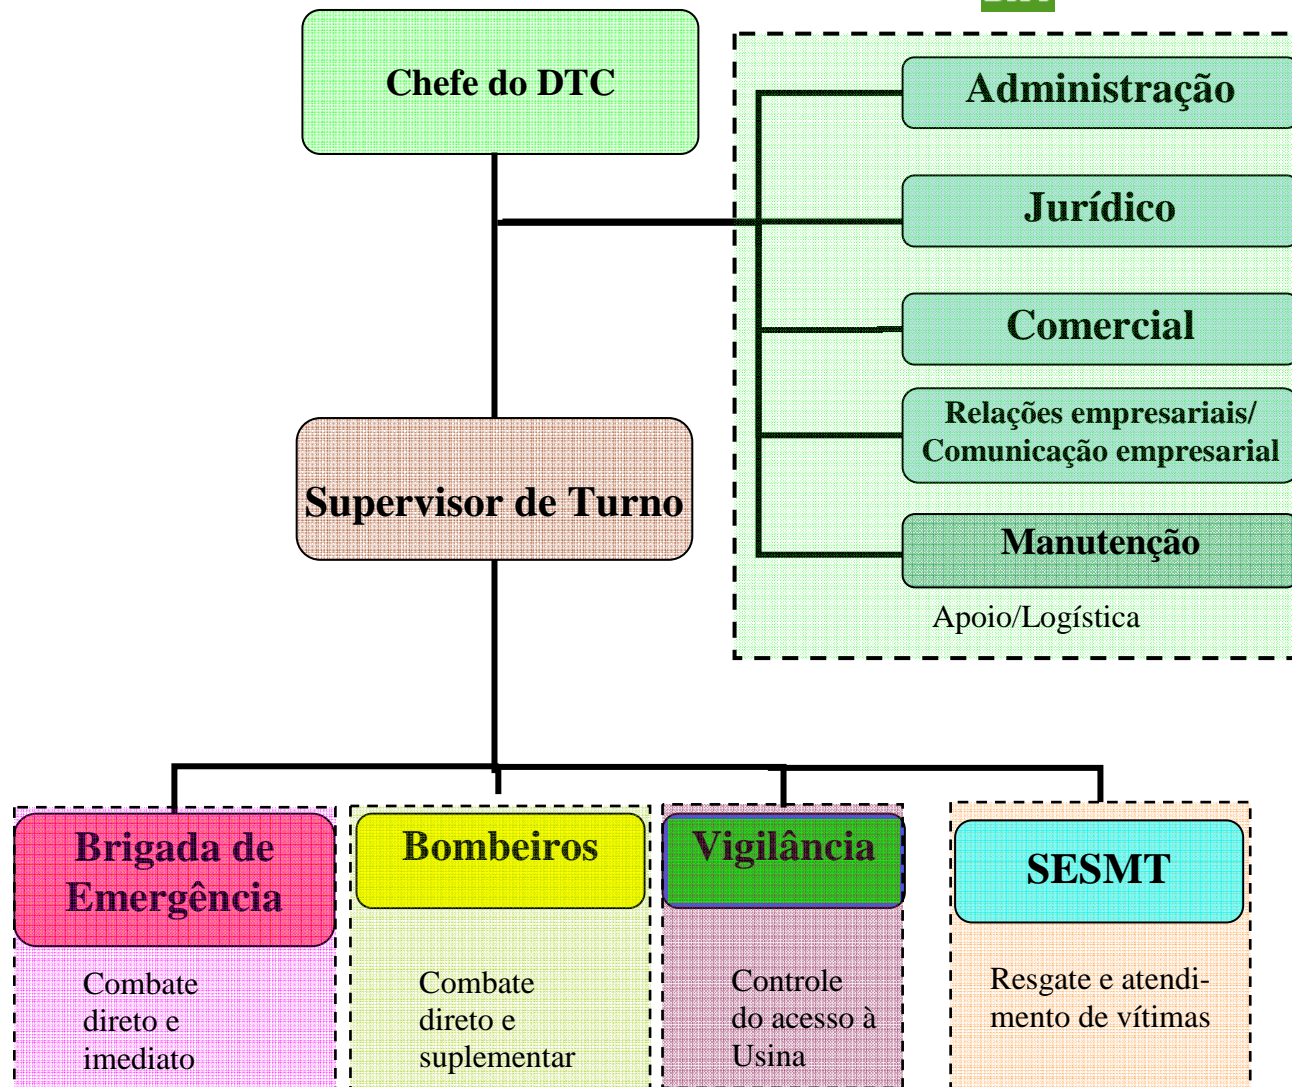 Chefe do DTC
Administração
Jurídico
Comercial
Relações empresariais/
Comunicação empresarial
Manutenção
Apoio/Logística
Supervisor de Turno
Brigada de
Emergência
Combate
direto e
imediato
Bombeiros
Combate
direto e
suplementar
Vigilância
Controle
do acesso à
Usina
SESMT
Resgate e atendi-
mento de vítimas